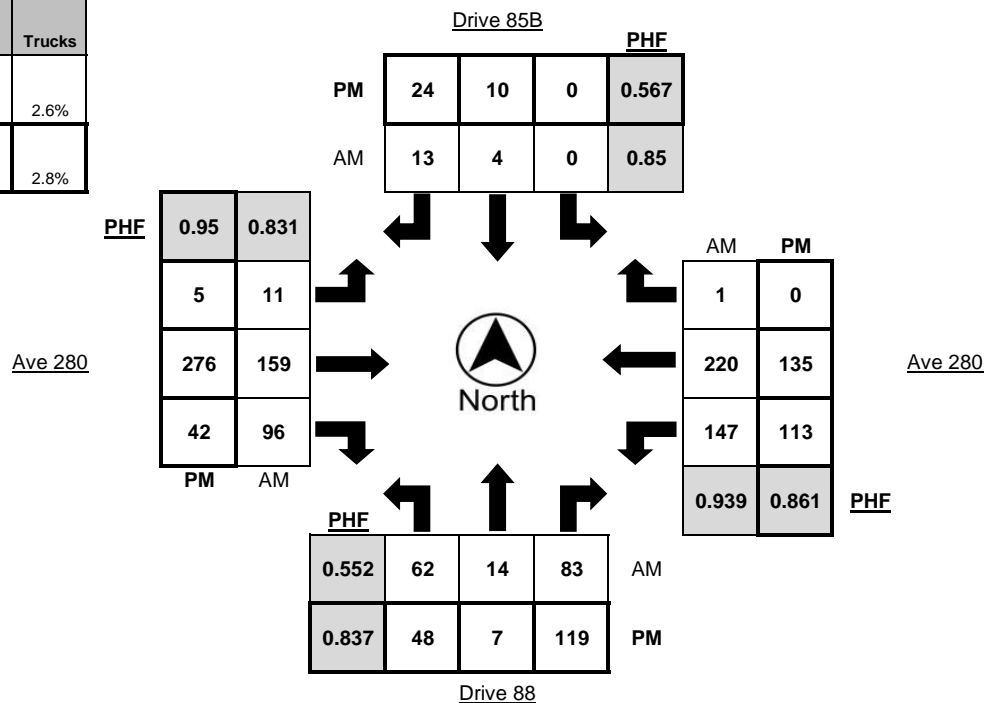 Drive 85B
Trucks
PHF
PM 24 10 0 0.567
2.6%
AM 13 4 0 0.85
2.8%
PHF 0.95 0.831
AM PM
5 11
1 0
Ave 280
276 159
North
220 135
Ave 280
42 96
147 113
PM AM
0.939 0.861 PHF
PHF
0.552 62 14 83 AM
0.837 48 7 119 PM
Drive 88